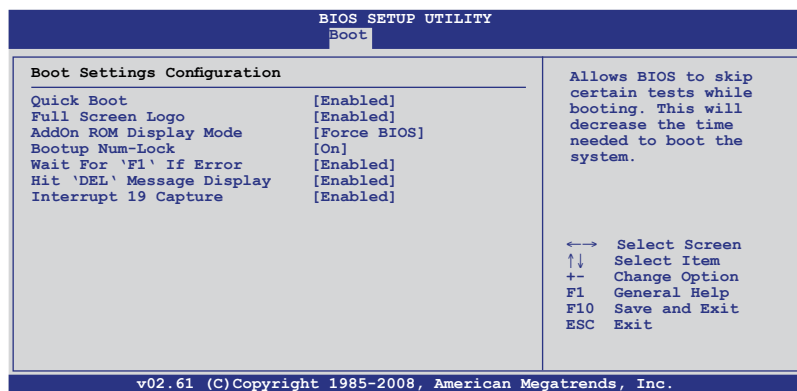 BIOS SETUP UTILITY
Boot
Boot Settings Configuration
Quick Boot [Enabled]
Full Screen Logo [Enabled]
AddOn ROM Display Mode [Force BIOS]
Bootup Num-Lock [On]
Wait For ‘F1‘ If Error [Enabled]
Hit ‘DEL‘ Message Display [Enabled]
Interrupt 19 Capture [Enabled]
Allows BIOS to skip
certain tests while
booting. This will
decrease the time
needed to boot the
system.
←→ Select Screen
↑↓ Select Item
+- Change Option
F1 General Help
F10 Save and Exit
ESC Exit
v02.61 (C)Copyright 1985-2008, American Megatrends, Inc.